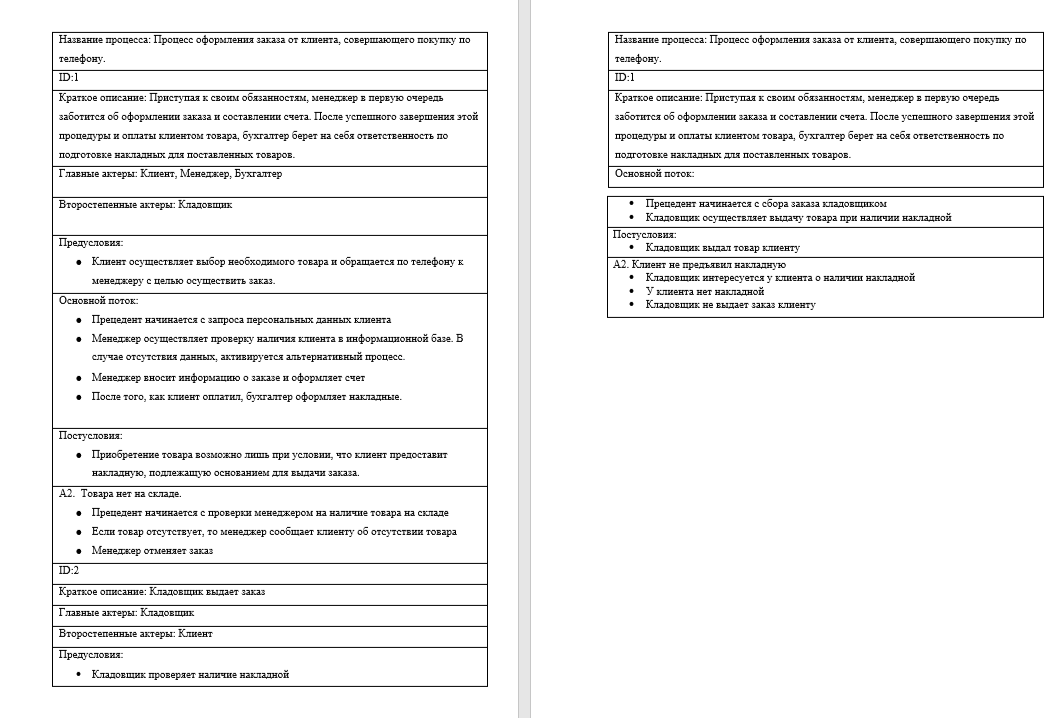 Название процесса: Процесс оформления заказа от клиента, совершающего покупку по
телефону.
ID:1
Краткое описание: Приступая к своим обязанностям, менеджер в первую очередь
заботится об оформлении заказа и составлении счета. После успешного завершения этой
процедуры и оплаты клиентом товара, бухгалтер берет на себя ответственность по
подготовке накладных для поставленных товаров.
Главные актеры: Клиент, Менеджер, Бухгалтер
Второстепенные актеры: Кладовщик
Предусловия:
● Клиент осуществляет выбор необходимого товара и обращается по телефону к
менеджеру с целью осуществить заказ.
Основной поток:
● Прецедент начинается с запроса персональных данных клиента
● Менеджер осуществляет проверку наличия клиента в информационной базе. В
случае отсутствия данных, активируется альтернативный процесс.
● Менеджер вносит информацию о заказе и оформляет счет
● После того, как клиент оплатил, бухгалтер оформляет накладные.
Постусловия:
● Приобретение товара возможно лишь при условии, что клиент предоставит
накладную, подлежащую основанием для выдачи заказа.
А2. Товара нет на складе.
● Прецедент начинается с проверки менеджером на наличие товара на складе
● Если товар отсутствует, то менеджер сообщает клиенту об отсутствии товара
● Менеджер отменяет заказ
ID:2
Краткое описание: Кладовщик выдает заказ
Главные актеры: Кладовщик
Второстепенные актеры: Клиент
Предусловия:
• Кладовщик проверяет наличие накладной
Название процесса: Процесс оформления заказа от клиента, совершающего покупку по
телефону.
ID:1
Краткое описание: Приступая к своим обязанностям, менеджер в первую очередь
заботится об оформлении заказа и составлении счета. После успешного завершения этой
процедуры и оплаты клиентом товара, бухгалтер берет на себя ответственность по
подготовке накладных для поставленных товаров.
Основной поток:
• Прецедент начинается с сбора заказа кладовщиком
• Кладовщик осуществляет выдачу товара при наличии накладной
Постусловия:
• Кладовщик выдал товар клиенту
А2. Клиент не предъявил накладную
• Кладовщик интересуется у клиента о наличии накладной
• У клиента нет накладной
• Кладовщик не выдает заказ клиенту